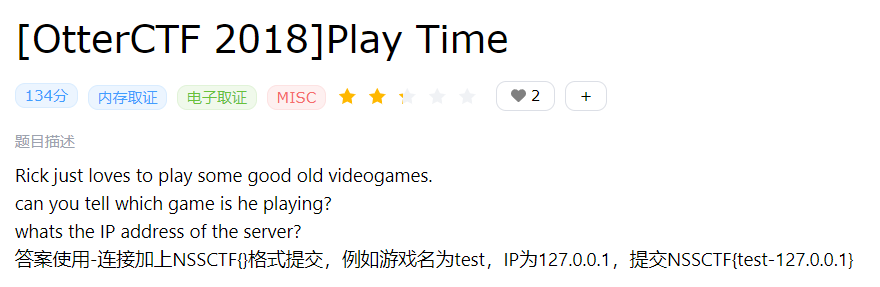 [OtterCTF 2018]Play Time
134分 内存取证 电子取证 MISC 2 +
题目描述
Rick just loves to play some good old videogames.
can you tell which game is he playing?
whats the IP address of the server?
答案使用-连接加上NSSCTF{}格式提交，例如游戏名为test，IP为127.0.0.1，提交NSSCTF{test-127.0.0.1}